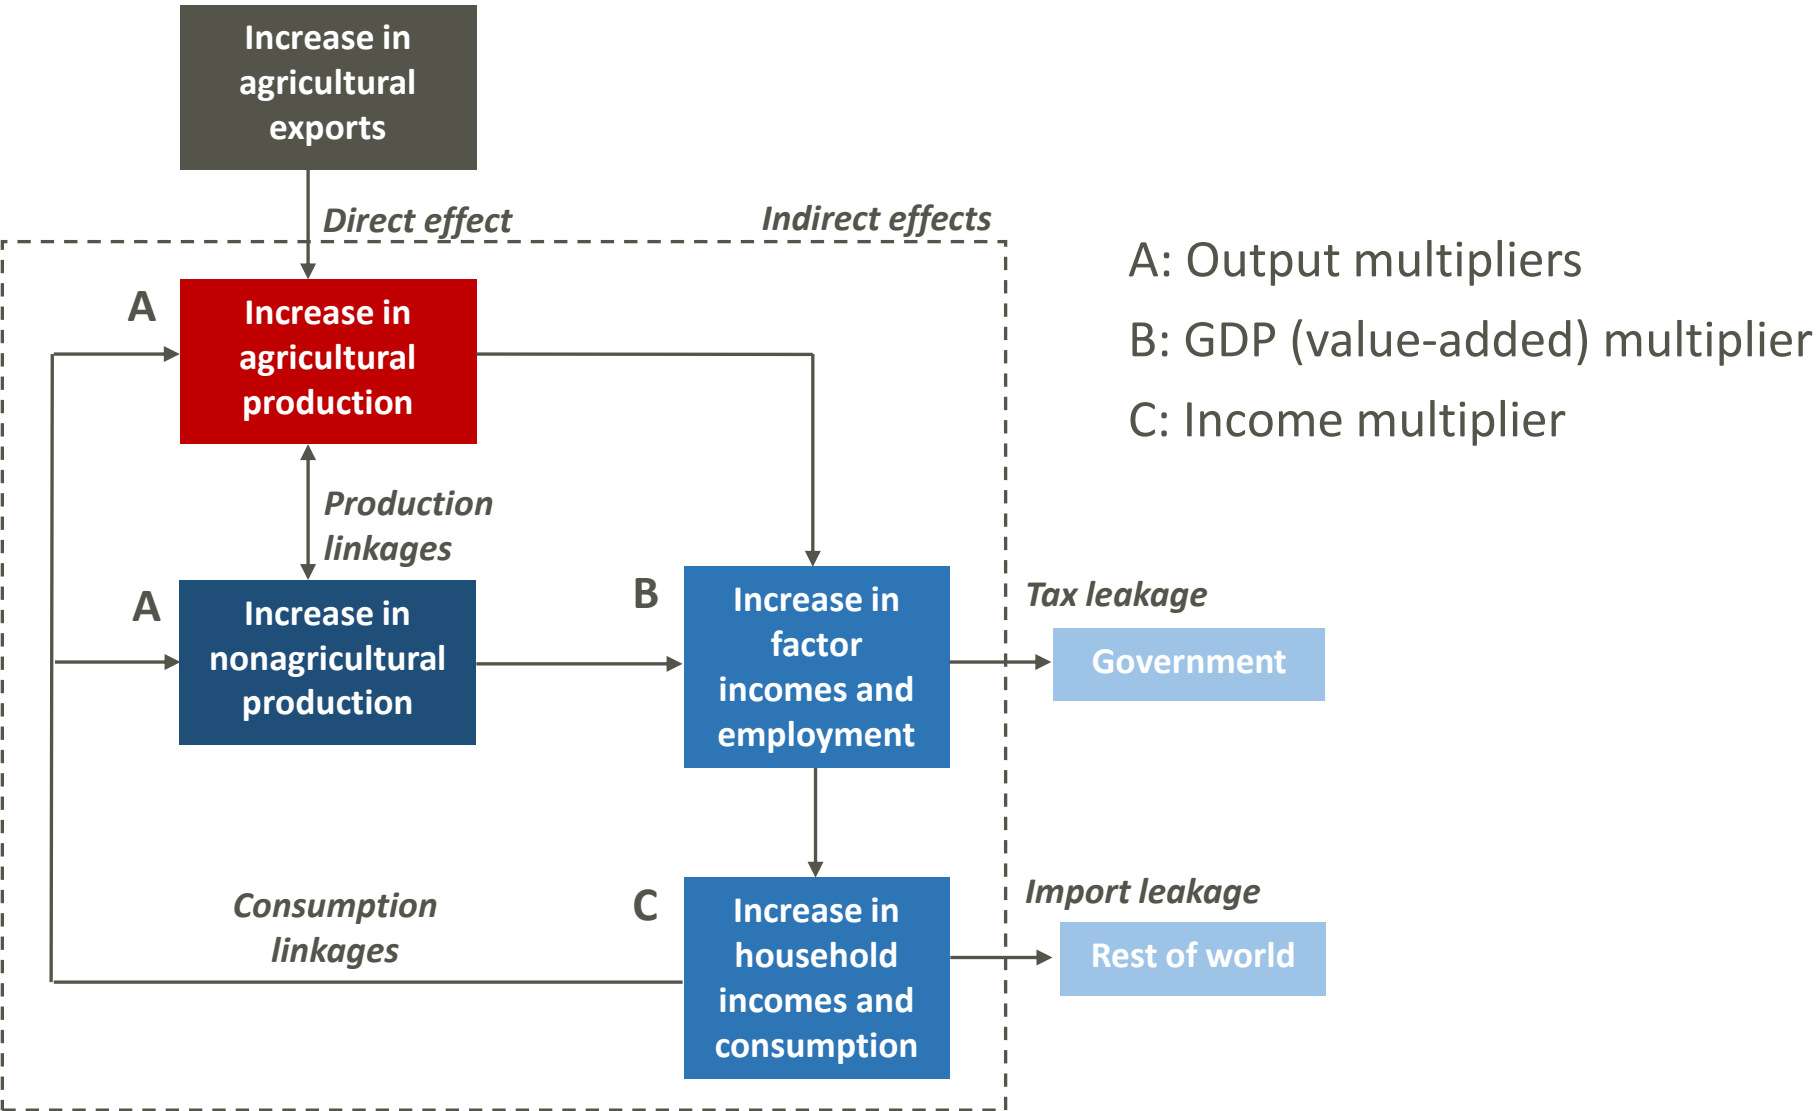 Increase in
agricultural
exports
Direct effect
Indirect effects
A: Output multipliers
B: GDP (value-added) multiplier
C: Income multiplier
A
Increase in
agricultural
production
Production
linkages
A
Increase in
nonagricultural
production
B
Increase in
factor
incomes and
employment
Tax leakage
Government
Consumption
linkages
C
Increase in
household
incomes and
consumption
Import leakage
Rest of world